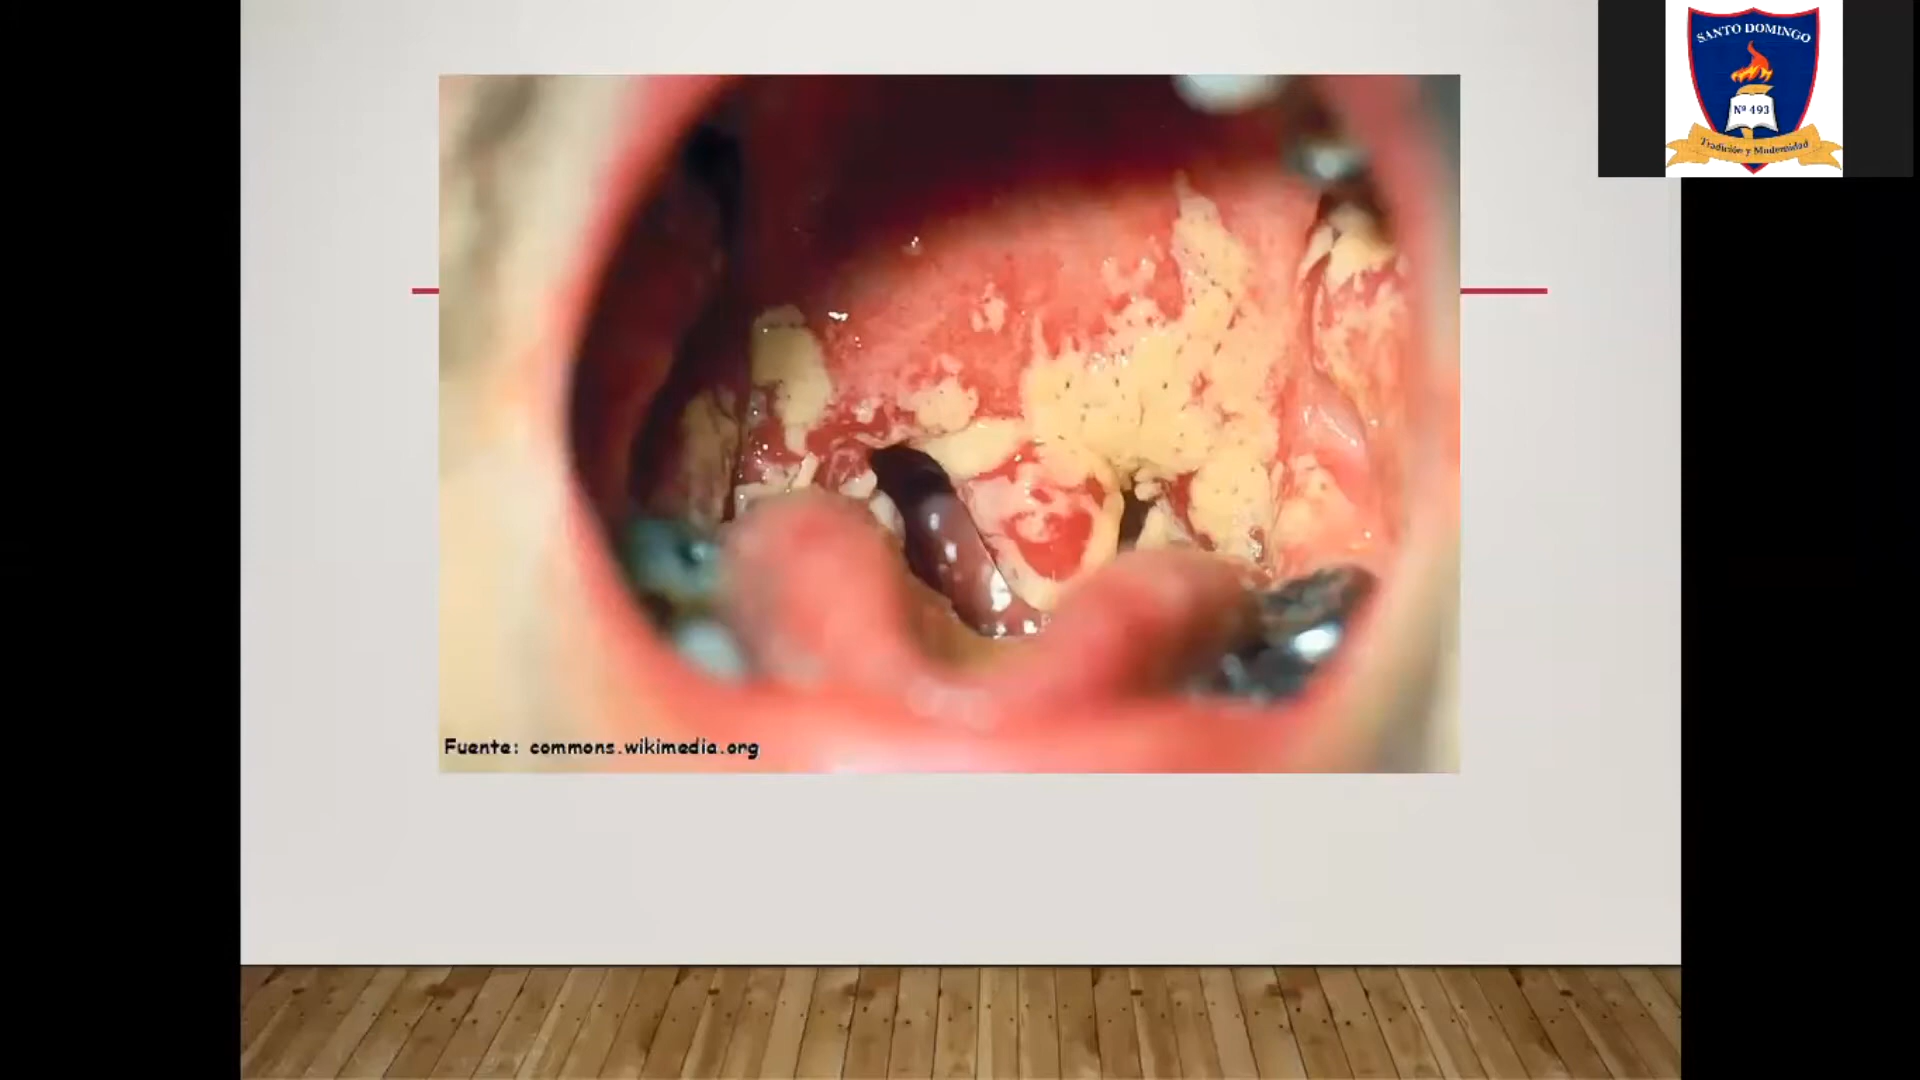 SANTO DOMINGO
Nº 493
Tradición y Modernidad
Fuente: commons.wikimedia.org